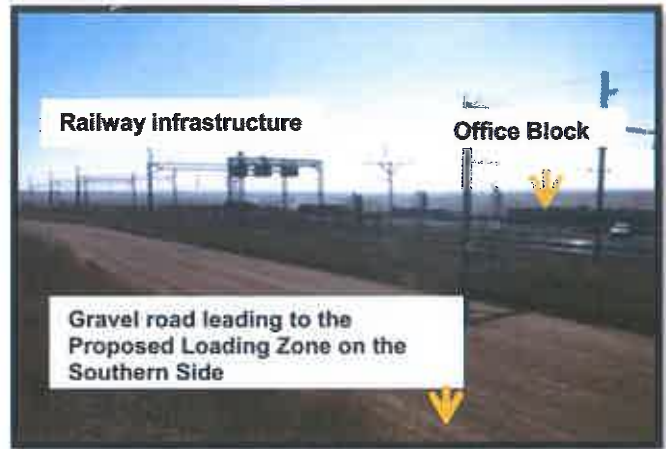 Railway infrastructure
Office Block
Gravel road leading to the
Proposed Loading Zone on the
Southern Side